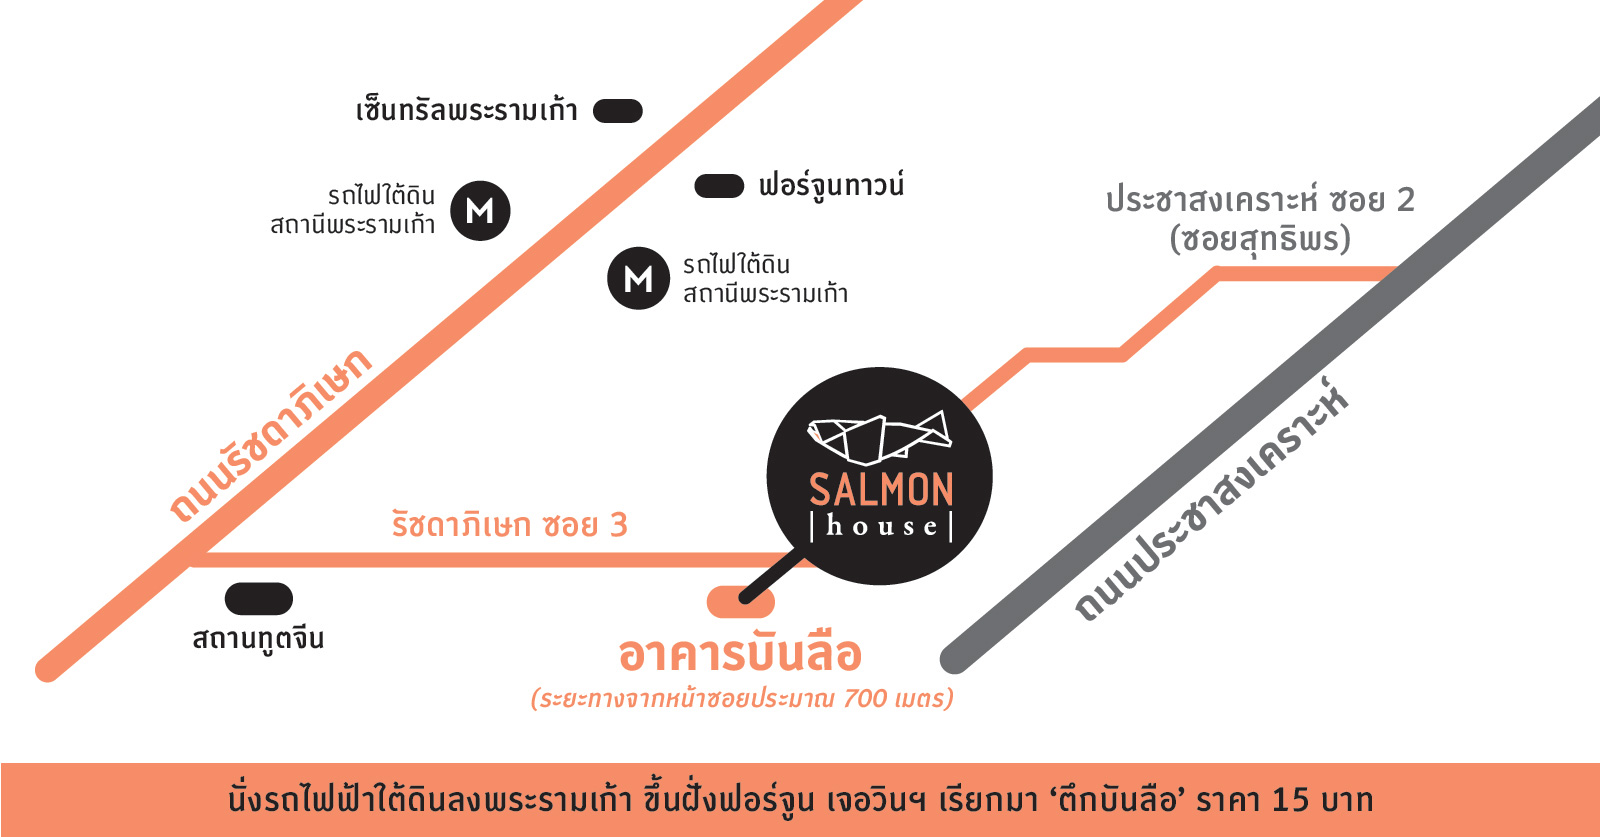 เซ็นทรัลพระรามเก้า
ฟอร์จูนทาวน์
รถไฟใต้ดิน
สถานีพระรามเก้า
M
ประชาสงเคราะห์ ซอย 2
(ซอยสุทธิพร)
M
รถไฟใต้ดิน
สถานีพระรามเก้า
ถนนรัชดาภิเษก
SALMON
|house|
ถนนประชาสงเคราะห์
รัชดาภิเษก ซอย 3
สถานทูตจีน
อาคารบันลือ
(ระยะทางจากหน้าซอยประมาณ 700 เมตร)
นั่งรถไฟฟ้าใต้ดินลงพระรามเก้า ขึ้นฝั่งฟอร์จูน เจอวินฯ เรียกมา ‘ตึกบันลือ’ ราคา 15 บาท